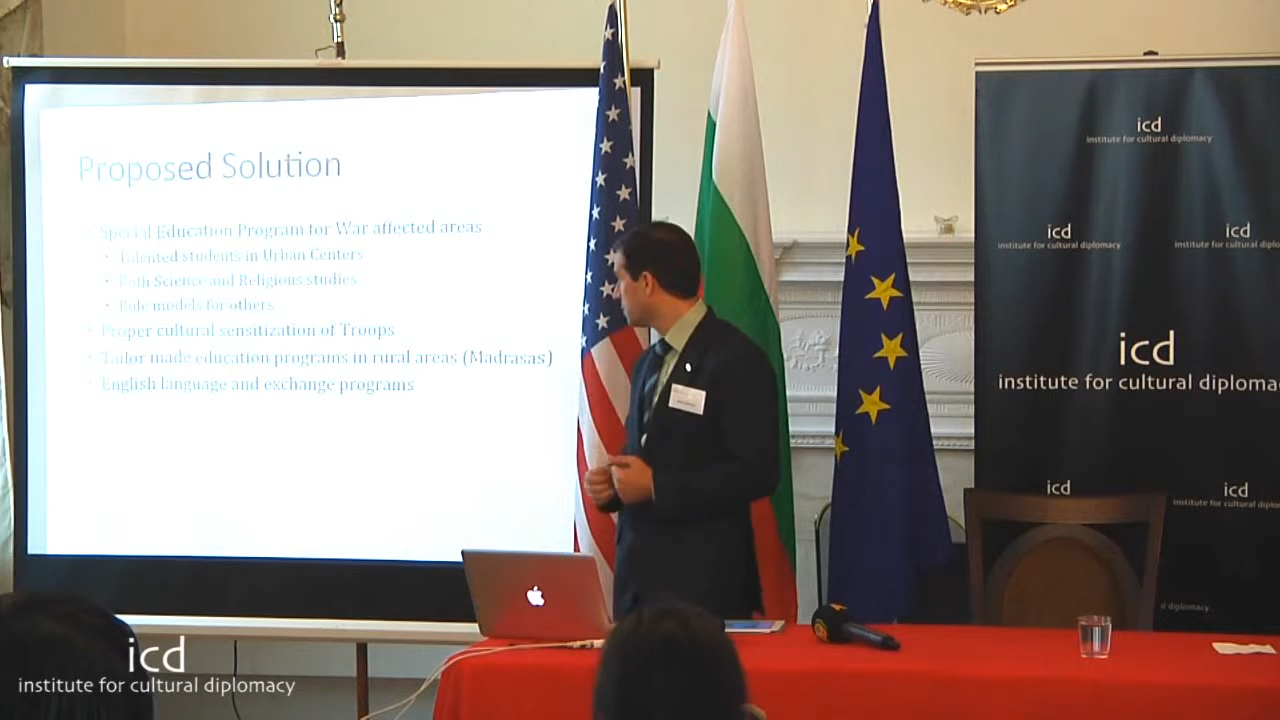 Proposed Solution
Special Education Program for War affected areas
Talented students in Urban Centers
Both Science and Religious studies
Role models for others
Proper cultural sensitization of Troops
Tailor made education programs in rural areas (Madrasas)
English language and exchange programs
icd
institute for cultural diplomacy
icd
institute for cultural diplomacy
icd
institute for cultural diplom
icd
institute for cultural diploma
icd
icd
institute for cultural diplo
l diplomacy
icd
institute for cultural diplomacy